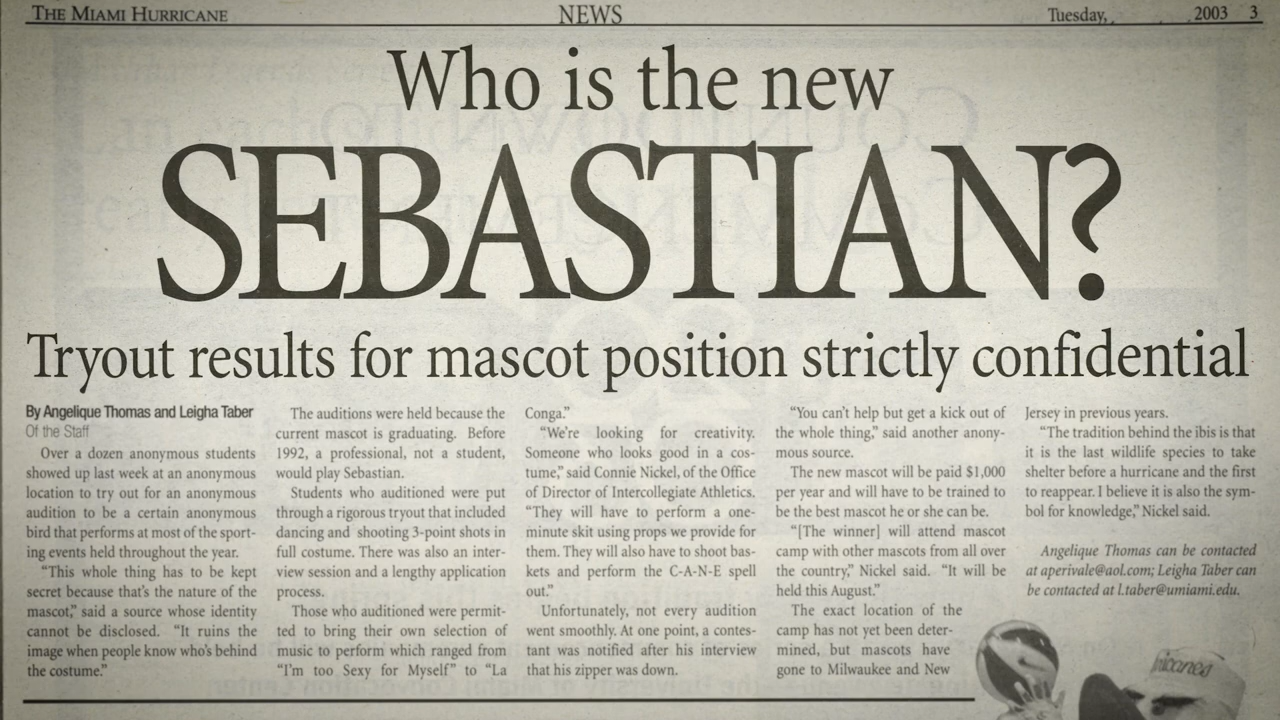 THE MIAMI HURRICANE
NEWS
Tuesday, 2003 3
Who is the new
SEBASTIAN?
Tryout results for mascot position strictly confidential
By Angelique Thomas and Leigha Taber
Of the Staff
Over a dozen anonymous students
showed up last week at an anonymous
location to try out for an anonymous
audition to be a certain anonymous
bird that performs at most of the sport-
ing events held throughout the year.
"This whole thing has to be kept
secret because that's the nature of the
mascot," said a source whose identity
cannot be disclosed. "It ruins the
image when people know who's behind
the costume."
The auditions were held because the
current mascot is graduating. Before
1992, a professional, not a student,
would play Sebastian.
Students who auditioned were put
through a rigorous tryout that included
dancing and shooting 3-point shots in
full costume. There was also an inter-
view session and a lengthy application
process.
Those who auditioned were permit-
ted to bring their own selection of
music to perform which ranged from
"I'm too Sexy for Myself" to "La
Conga."
"We're looking for creativity.
Someone who looks good in a cos-
tume," said Connie Nickel, of the Office
of Director of Intercollegiate Athletics.
"They will have to perform a one-
minute skit using props we provide for
them. They will also have to shoot bas-
kets and perform the C-A-N-E spell
out."
Unfortunately, not every audition
went smoothly. At one point, a contes-
tant was notified after his interview
that his zipper was down.
"You can't help but get a kick out of
the whole thing," said another anony-
mous source.
The new mascot will be paid $1,000
per year and will have to be trained to
be the best mascot he or she can be.
"[The winner] will attend mascot
camp with other mascots from all over
the country," Nickel said. "It will be
held this August."
The exact location of the
camp has not yet been deter-
mined, but mascots have
gone to Milwaukee and New
Jersey in previous years.
"The tradition behind the ibis is that
it is the last wildlife species to take
shelter before a hurricane and the first
to reappear. I believe it is also the sym-
bol for knowledge," Nickel said.
Angelique Thomas can be contacted
at aperivale@aol.com; Leigha Taber can
be contacted at l.taber@umiami.edu.